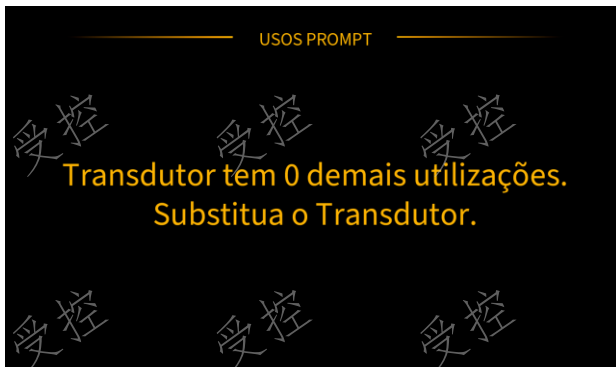 USOS PROMPT
受控 受控 受控
Transdutor tem 0 demais utilizações.
Substitua o Transdutor.
受控 受控 受控